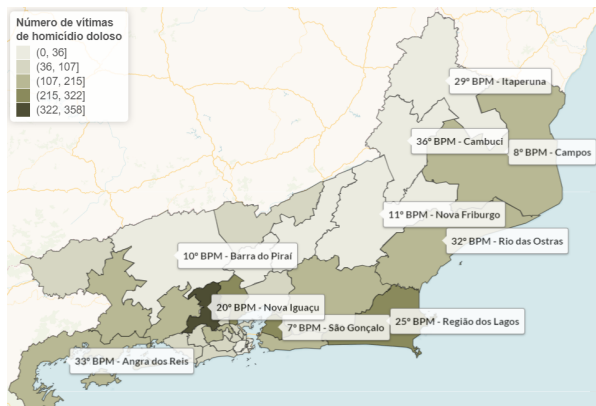 Número de vítimas
de homicídio doloso
(0, 36]
(36, 107]
(107, 215]
(215, 322]
(322, 358]
29º BPM - Itaperuna
36º BPM - Cambuci
8º BPM - Campos
11º BPM - Nova Friburgo
32º BPM - Rio das Ostras
10º BPM - Barra do Piraí
20º BPM - Nova Iguaçu
25º BPM - Região dos Lagos
7º BPM - São Gonçalo
33º BPM - Angra dos Reis